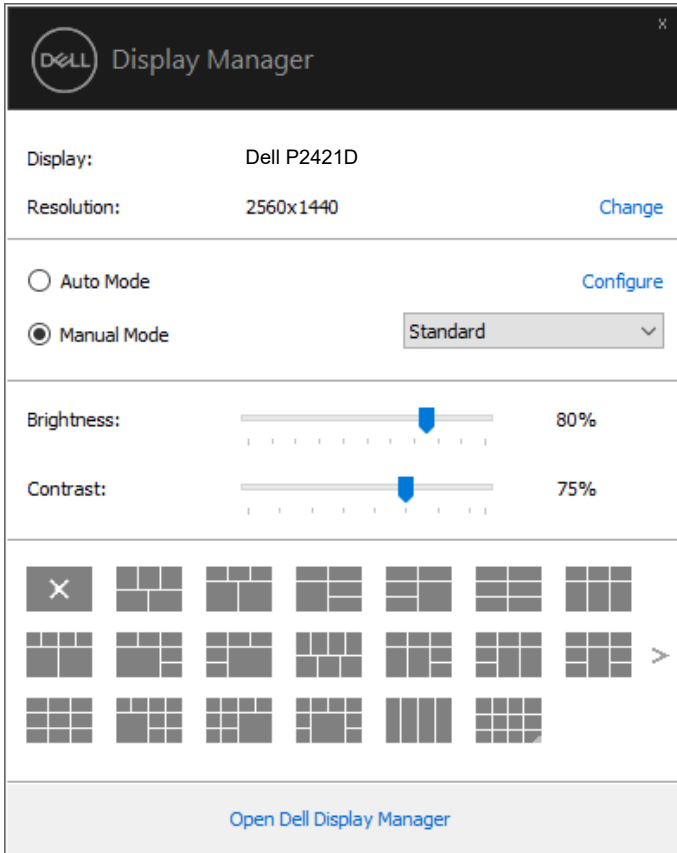 x
DELL Display Manager
Display: Dell P2421D
Resolution: 2560x1440 Change
Auto Mode Configure
Manual Mode Standard
Brightness: 80%
Contrast: 75%
Open Dell Display Manager